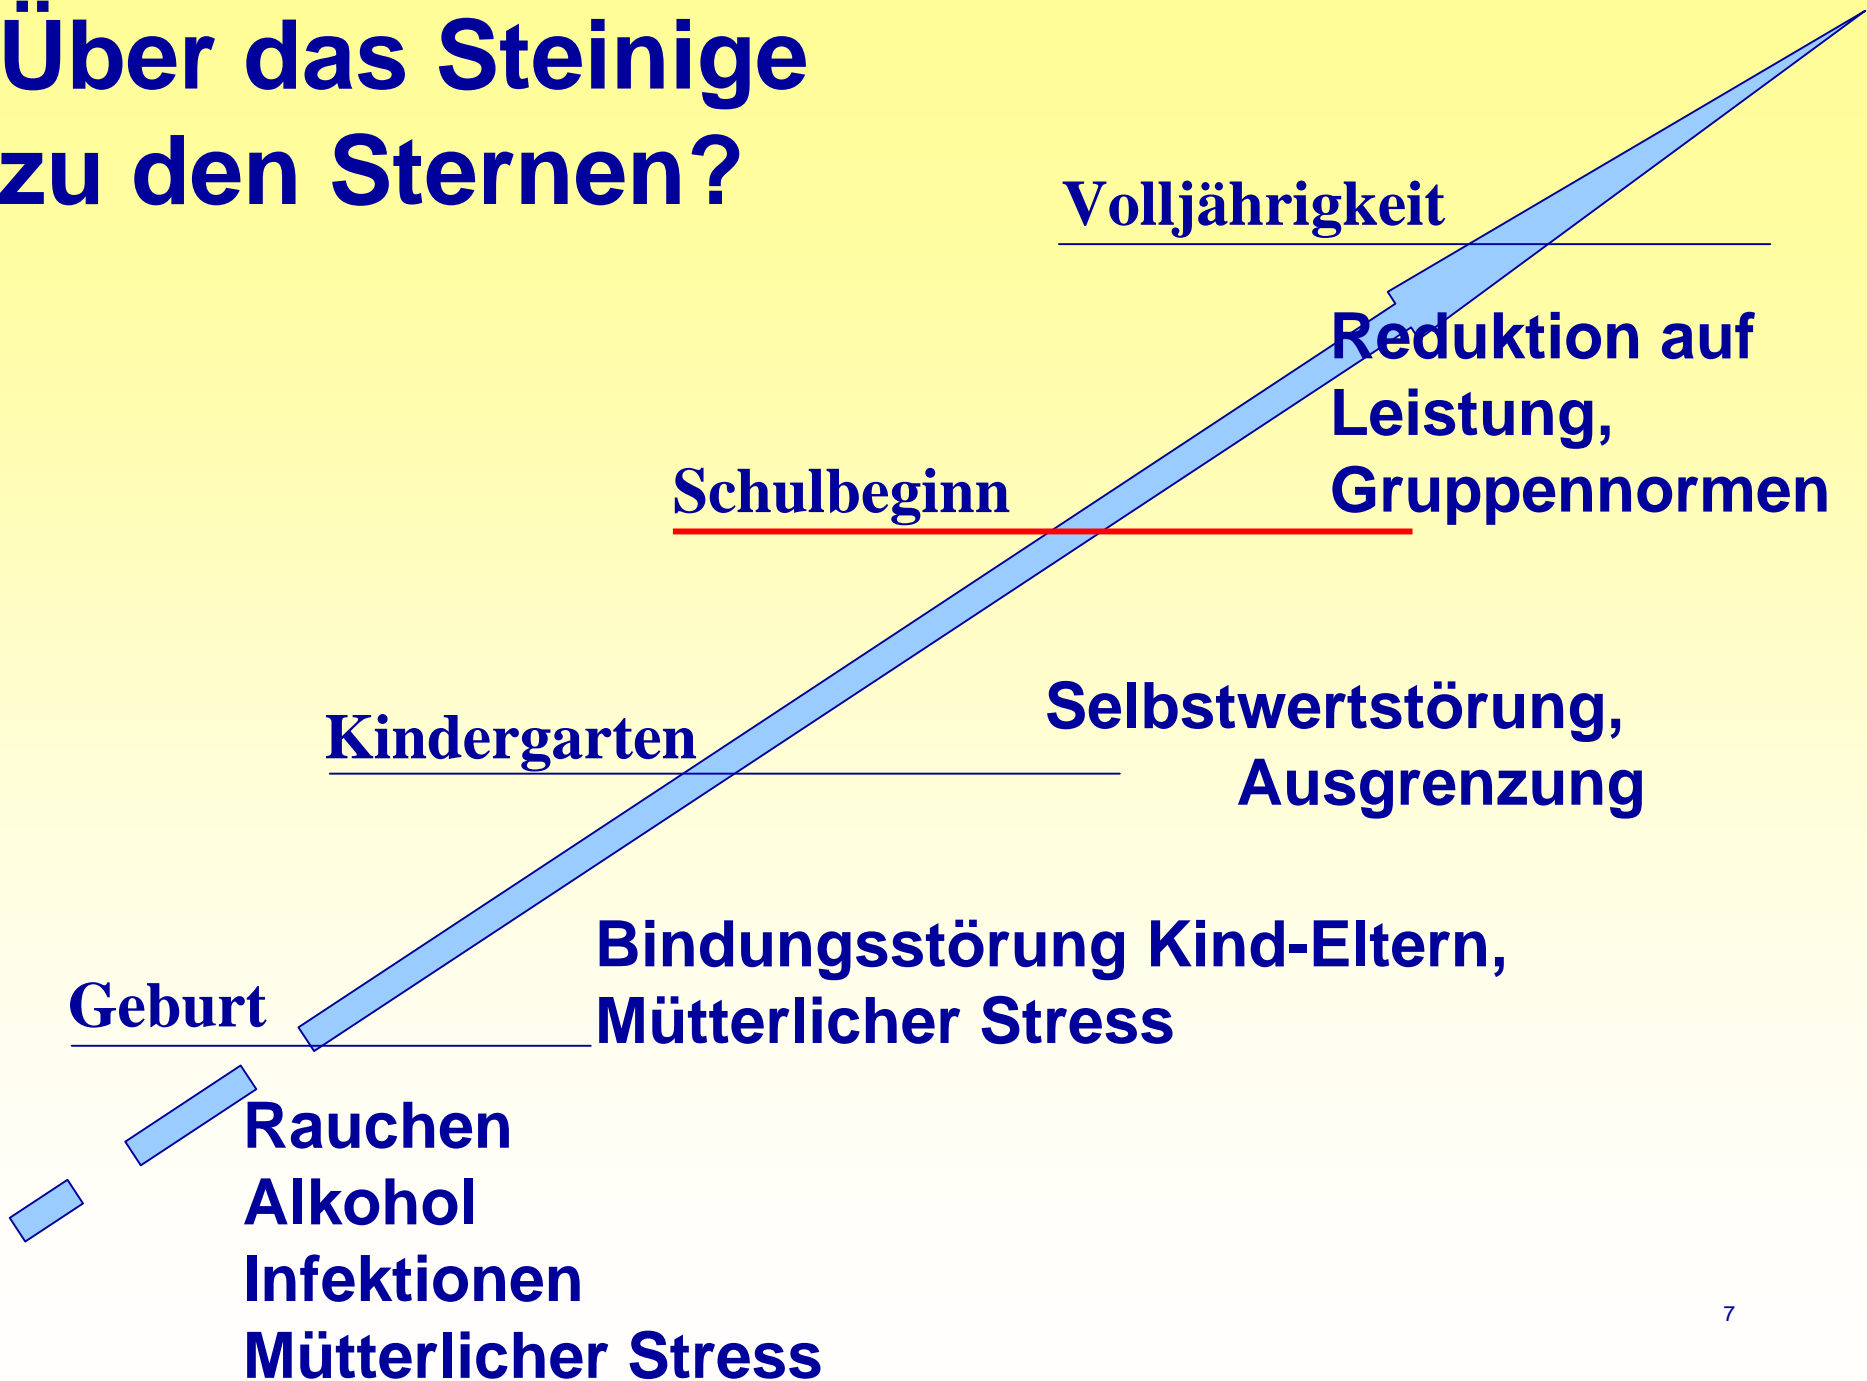 Über das Steinige
zu den Sternen?
Volljährigkeit
Reduktion auf
Leistung,
Gruppennormen
Schulbeginn
Selbstwertstörung,
Ausgrenzung
Kindergarten
Bindungsstörung Kind-Eltern,
Mütterlicher Stress
Geburt
Rauchen
Alkohol
Infektionen
Mütterlicher Stress
7